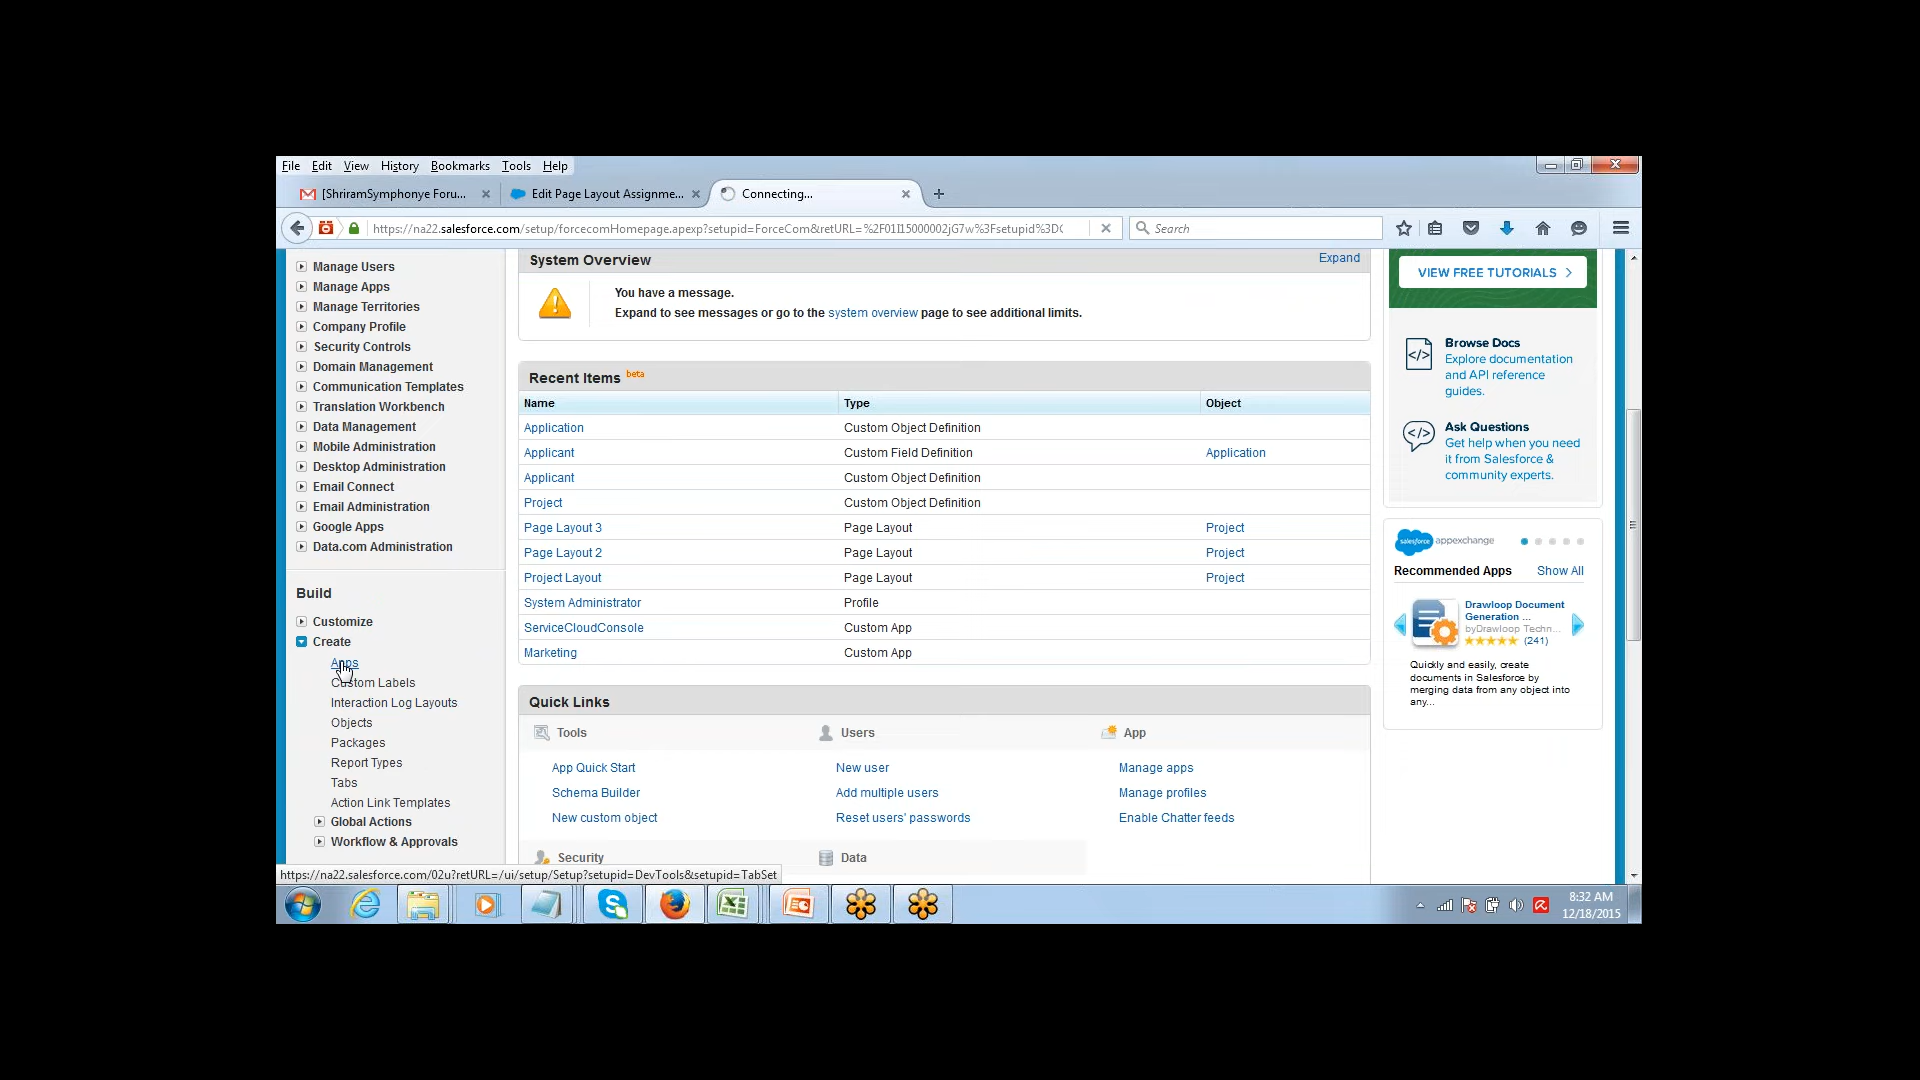 File Edit View History Bookmarks Tools Help
[ShriramSymphonye Foru... Edit Page Layout Assignme... Connecting...
https://na22.salesforce.com/setup/forcecomHomepage.apexp?setupid=ForceCom&retURL=%2F01I15000002jG7w%3Fsetupid%3DC Search
Manage Users
Manage Apps
Manage Territories
Company Profile
Security Controls
Domain Management
Communication Templates
Translation Workbench
Data Management
Mobile Administration
Desktop Administration
Email Connect
Email Administration
Google Apps
Data.com Administration
Build
Customize
Create
Apps
Custom Labels
Interaction Log Layouts
Objects
Packages
Report Types
Tabs
Action Link Templates
Global Actions
Workflow & Approvals
System Overview Expand
You have a message.
Expand to see messages or go to the system overview page to see additional limits.
Recent Items beta
Name Type Object
Application Custom Object Definition
Applicant Custom Field Definition Application
Applicant Custom Object Definition
Project Custom Object Definition
Page Layout 3 Page Layout Project
Page Layout 2 Page Layout Project
Project Layout Page Layout Project
System Administrator Profile
ServiceCloudConsole Custom App
Marketing Custom App
Quick Links
Tools Users App
App Quick Start New user Manage apps
Schema Builder Add multiple users Manage profiles
New custom object Reset users' passwords Enable Chatter feeds
Security Data
VIEW FREE TUTORIALS
Browse Docs
Explore documentation
and API reference
guides.
Ask Questions
Get help when you need
it from Salesforce &
community experts.
salesforce appexchange
Recommended Apps Show All
Drawloop Document
Generation ...
byDrawloop Techn...
(241)
Quickly and easily, create
documents in Salesforce by
merging data from any object into
any...
https://na22.salesforce.com/02u?retURL=/ui/setup/Setup?setupid=DevTools&setupid=TabSet
8:32 AM
12/18/2015